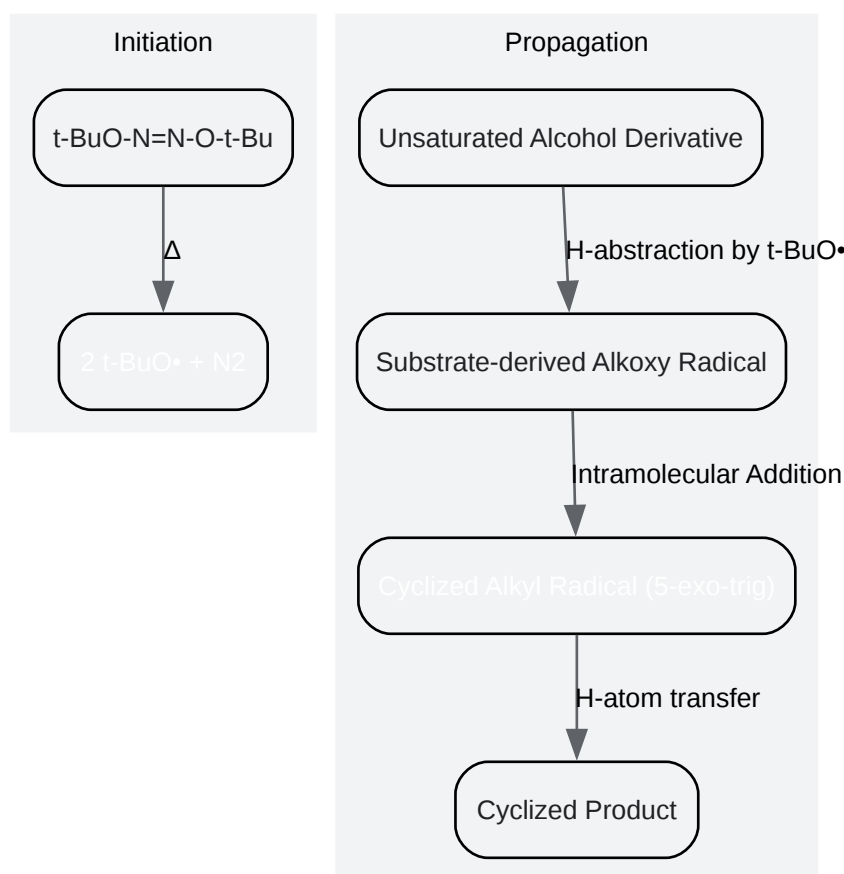 Initiation
t-BuO-N=N-O-t-Bu
Δ
2 t-BuO• + N2
Propagation
Unsaturated Alcohol Derivative
H-abstraction by t-BuO•
Substrate-derived Alkoxy Radical
Intramolecular Addition
Cyclized Alkyl Radical (5-exo-trig)
H-atom transfer
Cyclized Product